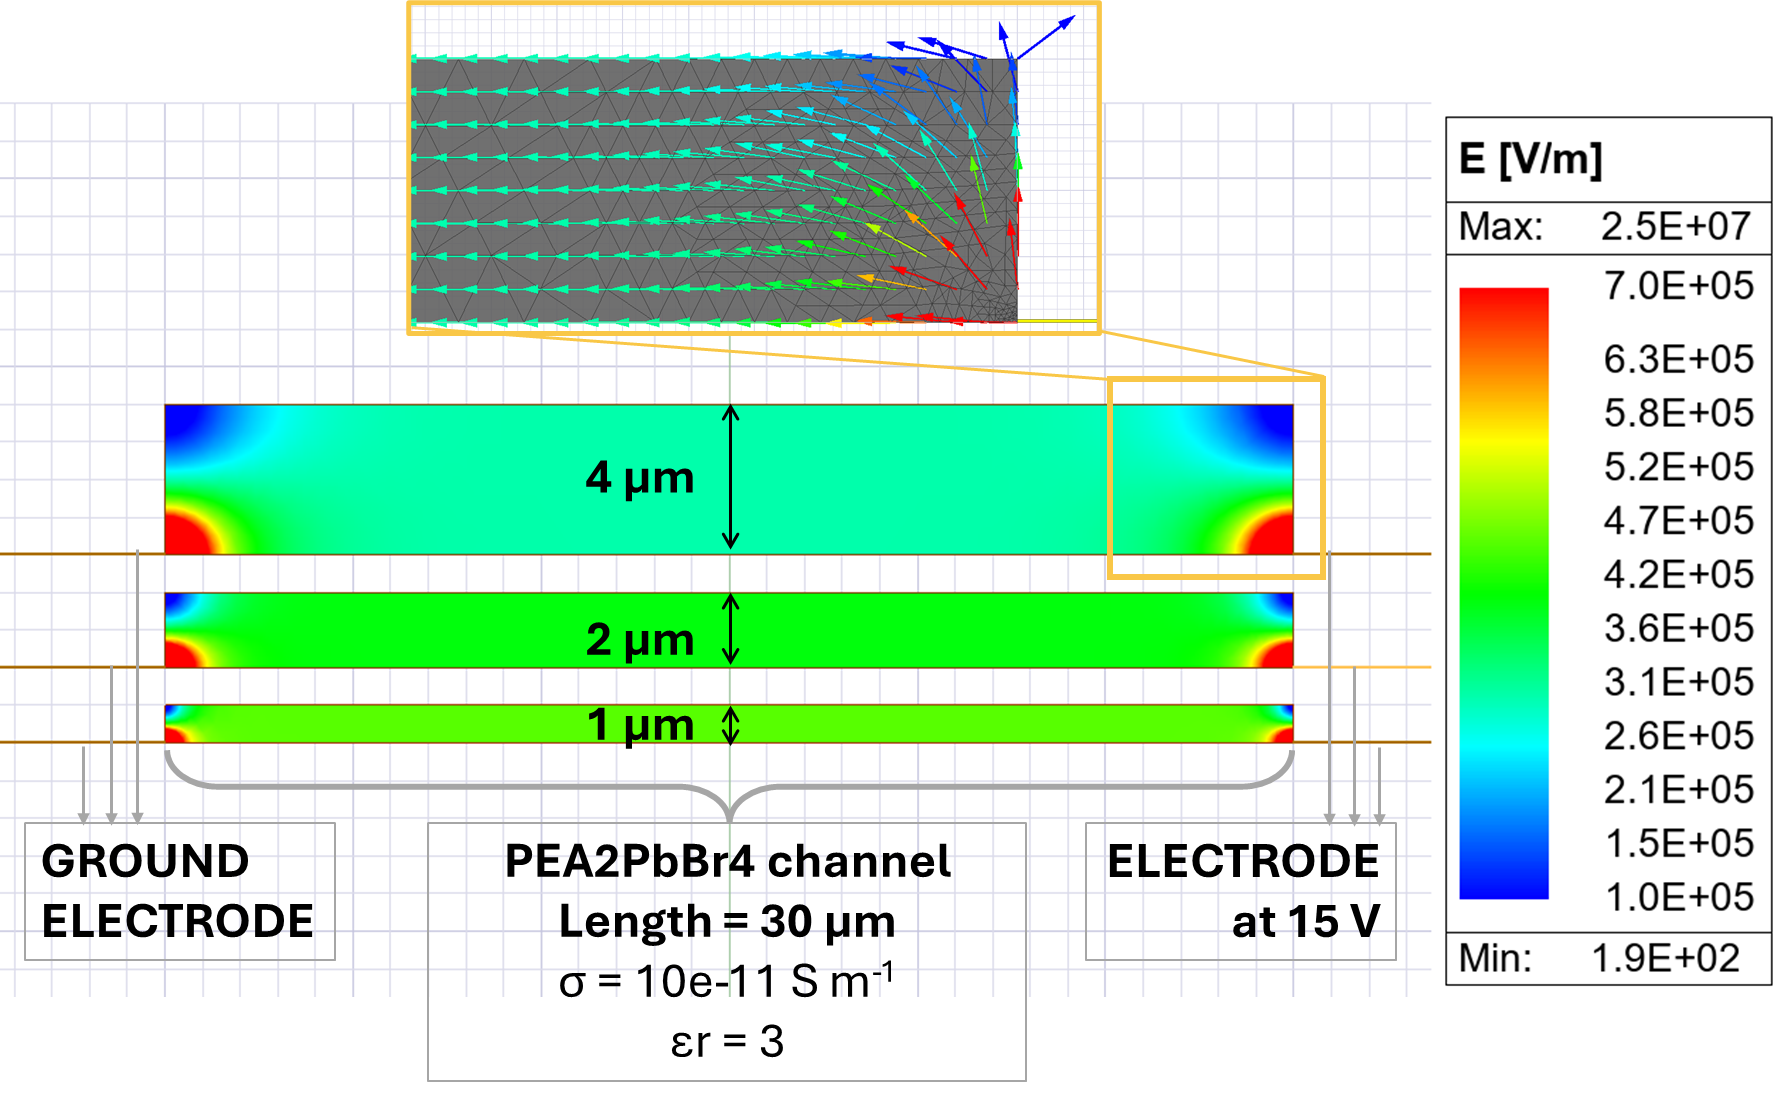 E [V/m]
Max: 2.5E+07
7.0E+05
6.3E+05
5.8E+05
5.2E+05
4.7E+05
4.2E+05
3.6E+05
3.1E+05
2.6E+05
2.1E+05
1.5E+05
1.0E+05
Min: 1.9E+02
4 µm
2 µm
1 µm
GROUND
ELECTRODE
PEA2PbBr4 channel
Length = 30 µm
σ = 10e-11 S m⁻¹
εr = 3
ELECTRODE
at 15 V